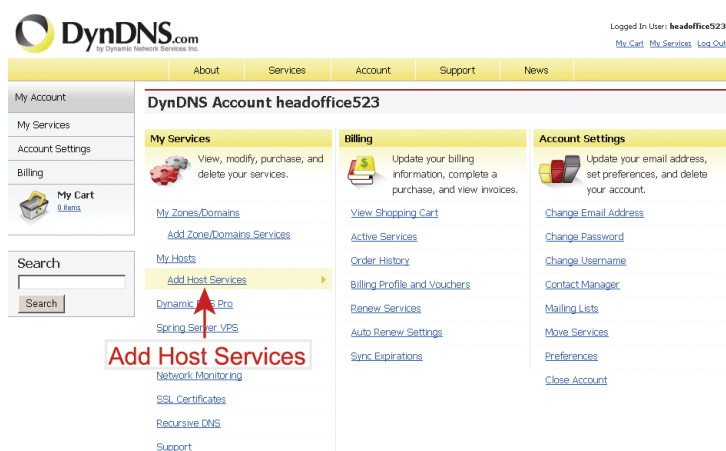 DynDNS.com
by Dynamic Network Services Inc.
Logged In User: headoffice523
My Cart My Services Log Out
About Services Account Support News
My Account
My Services
Account Settings
Billing
My Cart
0 items
Search
Search
DynDNS Account headoffice523
My Services
View, modify, purchase, and
delete your services.
My Zones/Domains
Add Zone/Domains Services
My Hosts
Add Host Services
Dynamic DNS Pro
Spring Server VPS
Add Host Services
Network Monitoring
SSL Certificates
Recursive DNS
Support
Billing
Update your billing
information, complete a
purchase, and view invoices.
View Shopping Cart
Active Services
Order History
Billing Profile and Vouchers
Renew Services
Auto Renew Settings
Sync Expirations
Account Settings
Update your email address,
set preferences, and delete
your account.
Change Email Address
Change Password
Change Username
Contact Manager
Mailing Lists
Move Services
Preferences
Close Account